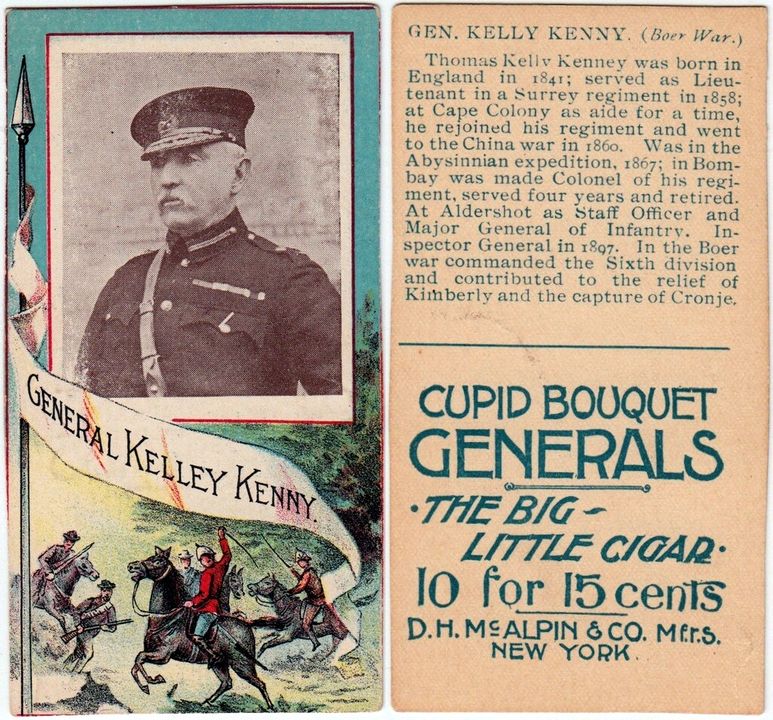 GENERAL KELLEY KENNY.
GEN. KELLY KENNY. (Boer War.)
Thomas Kelly Kenney was born in
England in 1841; served as Lieu-
tenant in a Surrey regiment in 1858;
at Cape Colony as aide for a time,
he rejoined his regiment and went
to the China war in 1860. Was in the
Abysinnian expedition, 1867; in Bom-
bay was made Colonel of his regi-
ment, served four years and retired.
At Aldershot as Staff Officer and
Major General of Infantry. In-
spector General in 1897. In the Boer
war commanded the Sixth division
and contributed to the relief of
Kimberly and the capture of Cronje.
CUPID BOUQUET
GENERALS
·THE BIG-
LITTLE CIGAR·
10 for 15 cents
D.H. McALPIN & CO. Mfrs.
NEW YORK.